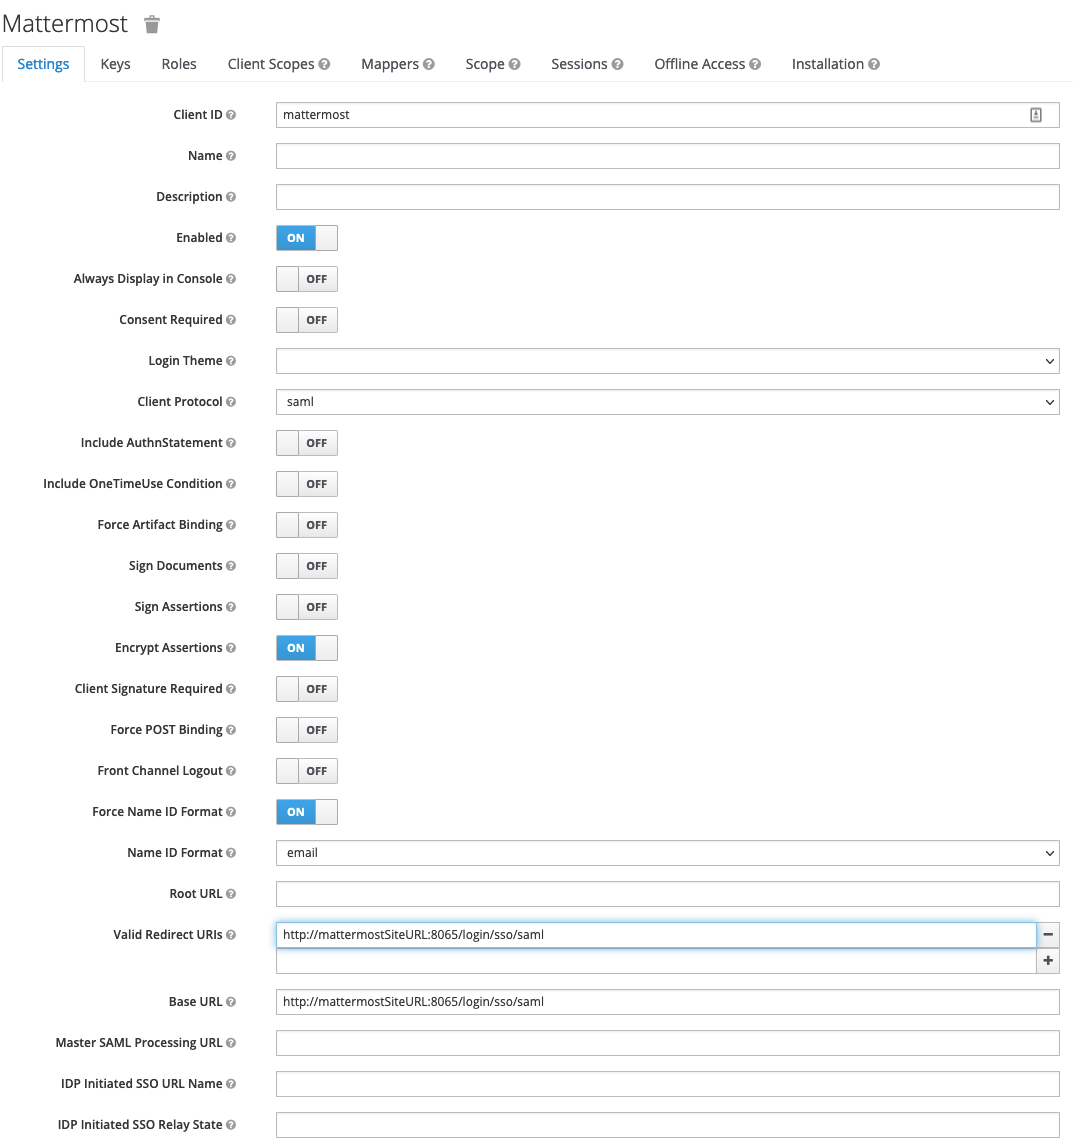 Mattermost
Settings Keys Roles Client Scopes Mappers Scope Sessions Offline Access Installation
Client ID mattermost
Name
Description
Enabled ON
Always Display in Console OFF
Consent Required OFF
Login Theme
Client Protocol saml
Include AuthnStatement OFF
Include OneTimeUse Condition OFF
Force Artifact Binding OFF
Sign Documents OFF
Sign Assertions OFF
Encrypt Assertions ON
Client Signature Required OFF
Force POST Binding OFF
Front Channel Logout OFF
Force Name ID Format ON
Name ID Format email
Root URL
Valid Redirect URIs http://mattermostSiteURL:8065/login/sso/saml
Base URL http://mattermostSiteURL:8065/login/sso/saml
Master SAML Processing URL
IDP Initiated SSO URL Name
IDP Initiated SSO Relay State